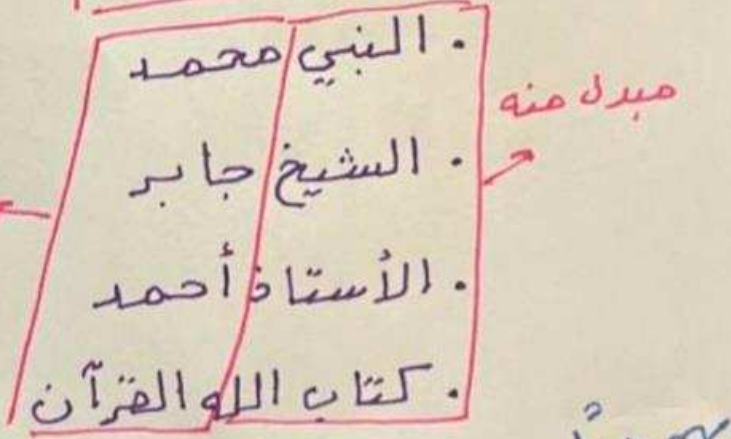 . النبي محمد
مبدل منه
. الشيخ جابر
. الأستاذ أحمد
. كتاب الله القرآن